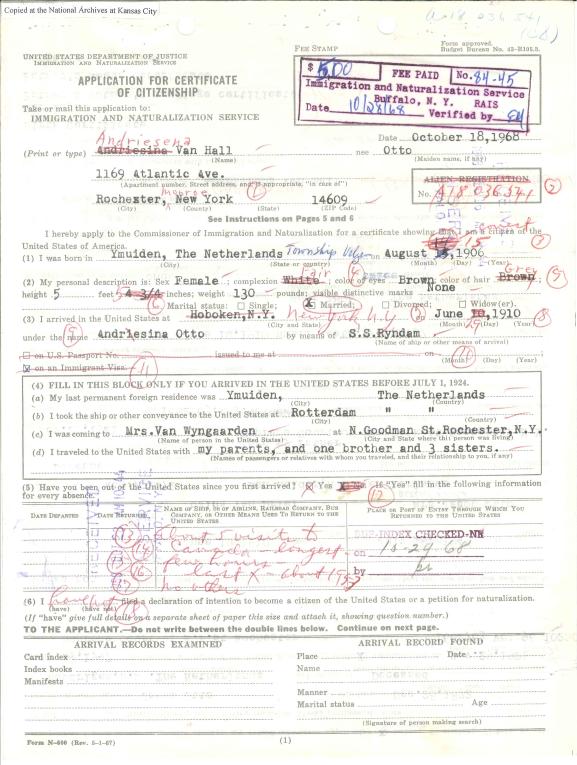 Copied at the National Archives at Kansas City
A18 036 541
Form approved.
Budget Bureau No. 43-R105.5.
UNITED STATES DEPARTMENT OF JUSTICE
IMMIGRATION AND NATURALIZATION SERVICE
FEE STAMP
APPLICATION FOR CERTIFICATE
OF CITIZENSHIP
$ 5.00 FEE PAID No. 84-45
Immigration and Naturalization Service
Buffalo, N. Y. RAIS
Date 10/28/68 Verified by
Take or mail this application to:
IMMIGRATION AND NATURALIZATION SERVICE
Date October 18, 1968
Andriesena
(Print or type) Andriesina Van Hall nee Otto
(Name) (Maiden name, if any)
1169 Atlantic Ave.
(Apartment number, Street address, and, if appropriate, "in care of")
ALIEN REGISTRATION
No. A18 036 541 2
Monroe 1
Rochester, New York 14609
(City) (County) (State) (ZIP Code)
See Instructions on Pages 5 and 6
I hereby apply to the Commissioner of Immigration and Naturalization for a certificate showing that I am a citizen of the
United States of America.
15 3
(1) I was born in Ymuiden, The Netherlands Township on August 1906
(City) (State or country) (Month) (Day) (Year)
Fair 4 Grey 5
(2) My personal description is: Sex Female; complexion White; color of eyes Brown; color of hair Brown;
height 5 feet 4 3/4 inches; weight 130 pounds; visible distinctive marks None
6 Marital status: Single; X Married; Divorced; Widow(er).
(3) I arrived in the United States at Hoboken, N.Y. New York N.Y. on June 10, 1910 8
(City and State) (Month) (Day) (Year)
under the name Andriesina Otto by means of S.S.Ryndam
(Name of ship or other means of arrival)
on U.S. Passport No. issued to me at on
(Month) (Day) (Year)
X on an Immigrant Visa. 11
(4) FILL IN THIS BLOCK ONLY IF YOU ARRIVED IN THE UNITED STATES BEFORE JULY 1, 1924.
(a) My last permanent foreign residence was Ymuiden, The Netherlands
(City) (Country)
(b) I took the ship or other conveyance to the United States at Rotterdam " "
(City) (Country)
(c) I was coming to Mrs.Van Wyngaarden at N.Goodman St.Rochester,N.Y.
(Name of person in the United States) (City and State where this person was living)
(d) I traveled to the United States with my parents, and one brother and 3 sisters.
(Names of passengers or relatives with whom you traveled, and their relationship to you, if any)
(5) Have you been out of the United States since you first arrived? X Yes No. If "Yes" fill in the following information
for every absence. 12
DATE DEPARTED
DATE RETURNED
NAME OF SHIP, OR OF AIRLINE, RAILROAD COMPANY, BUS
COMPANY, OR OTHER MEANS USED TO RETURN TO THE
UNITED STATES
PLACE OR PORT OF ENTRY THROUGH WHICH YOU
RETURNED TO THE UNITED STATES
13 about 5 visits to
14 Canada - longest
15 few hours -
16 last X - about 1953
17 no others
INDEX CHECKED-NW
on 10-29-68
by
(6) I have not filed a declaration of intention to become a citizen of the United States or a petition for naturalization.
(have) (have not) 18
(If "have" give full details on a separate sheet of paper this size and attach it, showing question number.)
TO THE APPLICANT.—Do not write between the double lines below. Continue on next page.
ARRIVAL RECORDS EXAMINED
Card index
Index books
Manifests
ARRIVAL RECORD FOUND
Place Date
Name
Manner
Marital status Age
(Signature of person making search)
Form N-600 (Rev. 5-1-67)
(1)